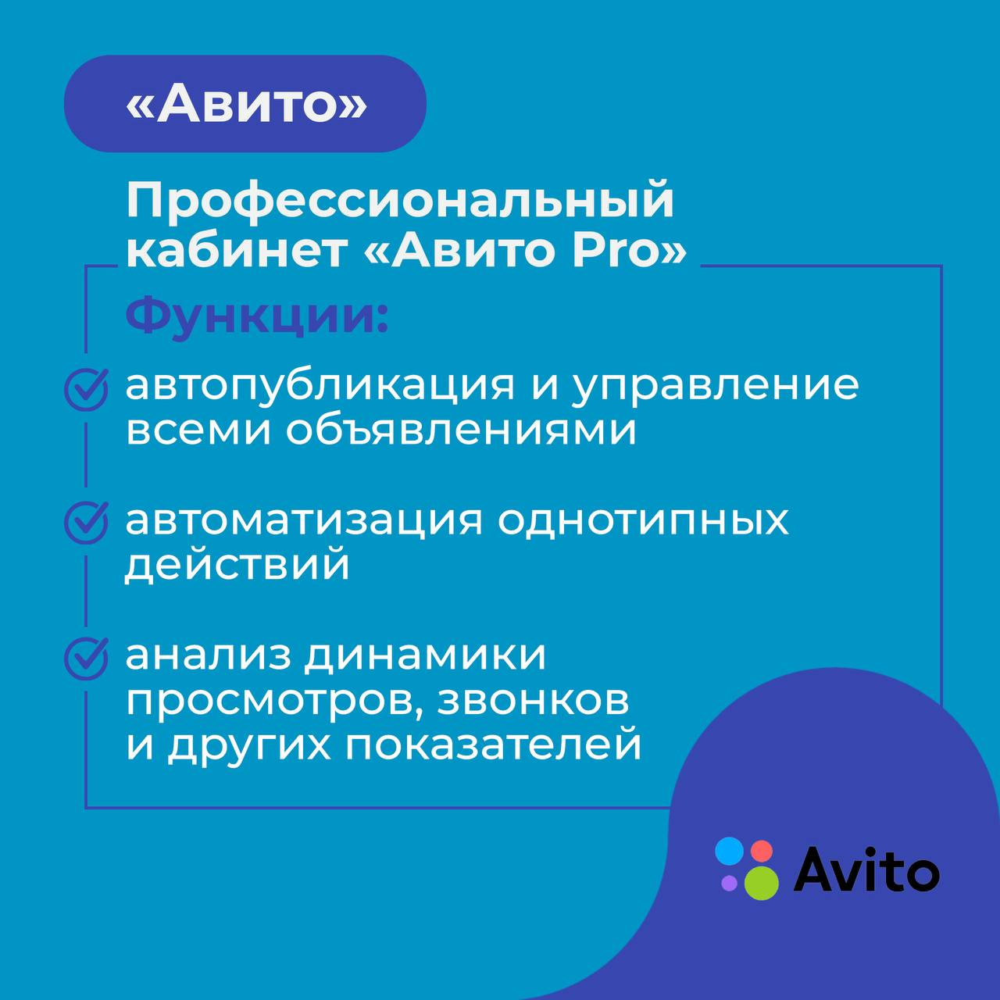 «Авито»
Профессиональный
кабинет «Авито Pro»
Функции:
автопубликация и управление
всеми объявлениями
автоматизация однотипных
действий
анализ динамики
просмотров, звонков
и других показателей
Avito